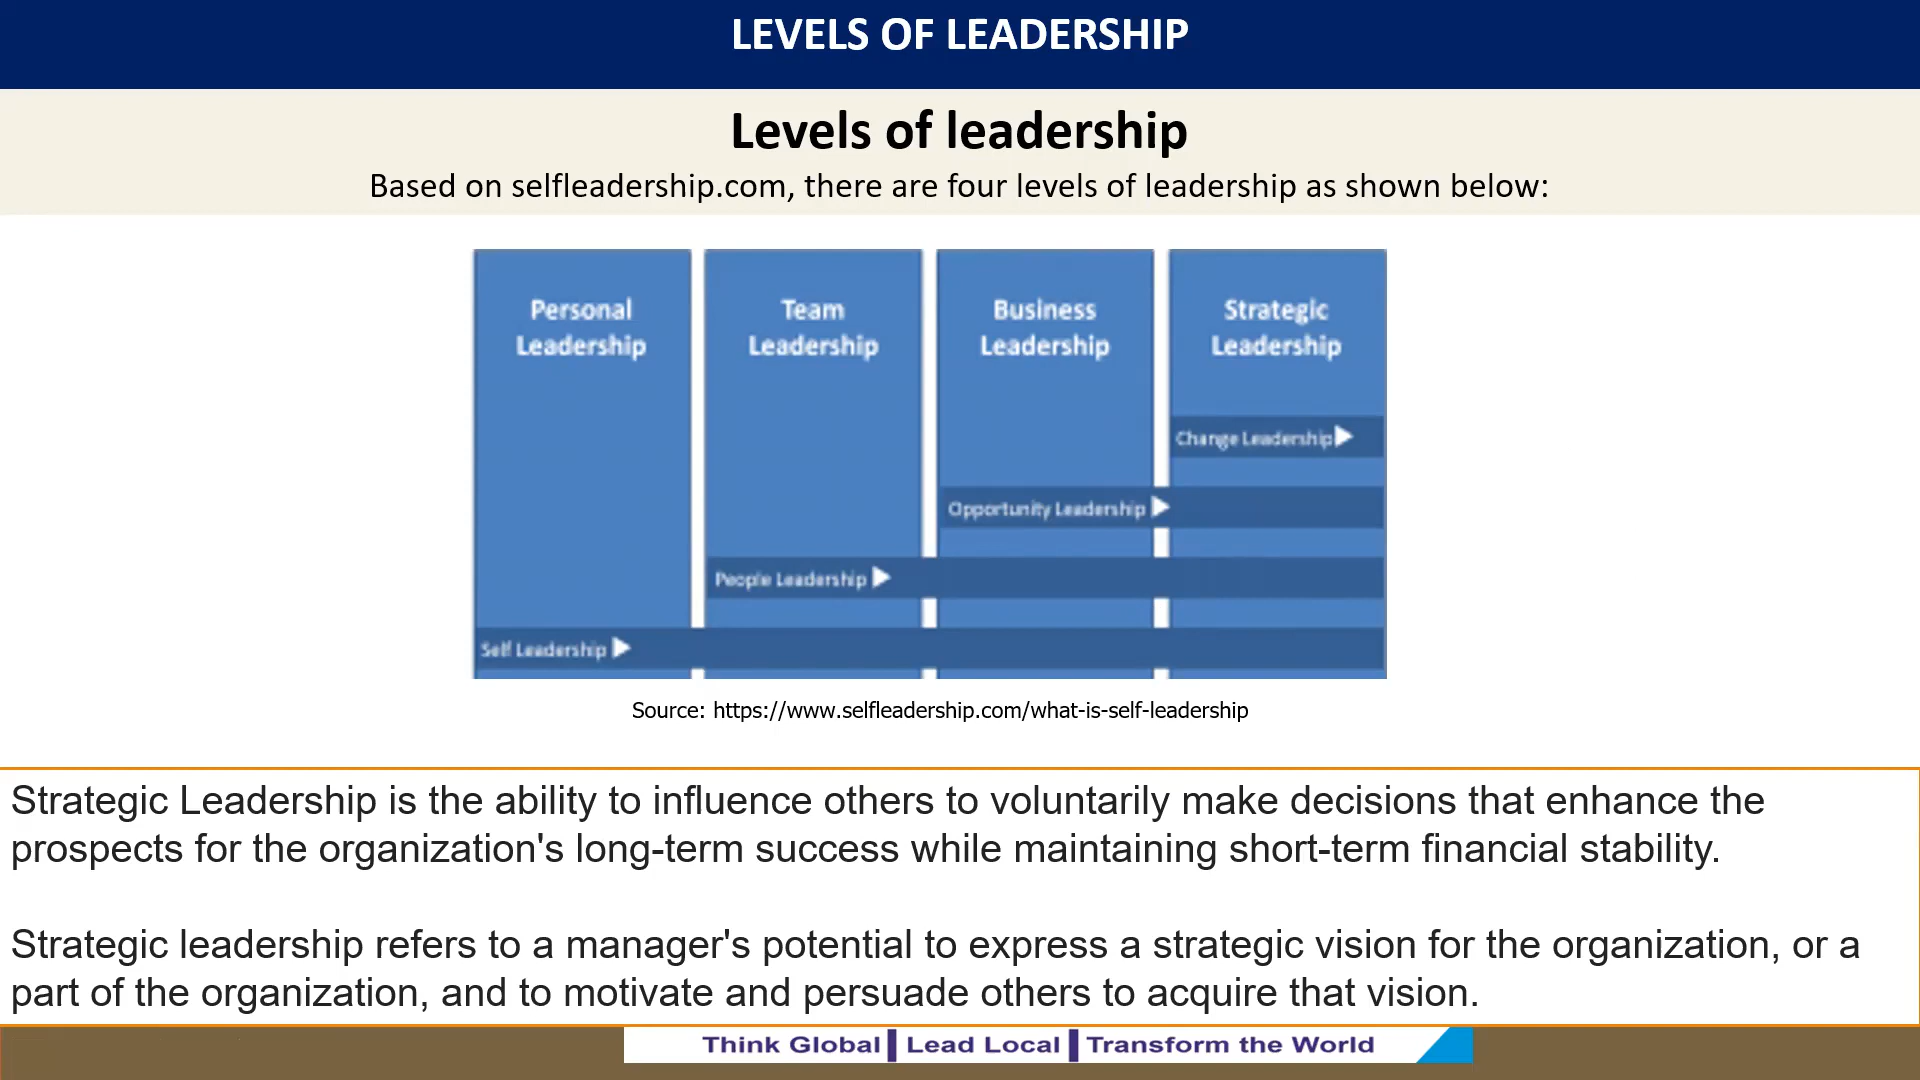 LEVELS OF LEADERSHIP
Levels of leadership
Based on selfleadership.com, there are four levels of leadership as shown below:
Personal
Leadership
Team
Leadership
Business
Leadership
Strategic
Leadership
Change Leadership
Opportunity Leadership
People Leadership
Self Leadership
Source: https://www.selfleadership.com/what-is-self-leadership
Strategic Leadership is the ability to influence others to voluntarily make decisions that enhance the
prospects for the organization's long-term success while maintaining short-term financial stability.
Strategic leadership refers to a manager's potential to express a strategic vision for the organization, or a
part of the organization, and to motivate and persuade others to acquire that vision.
Think Global | Lead Local | Transform the World